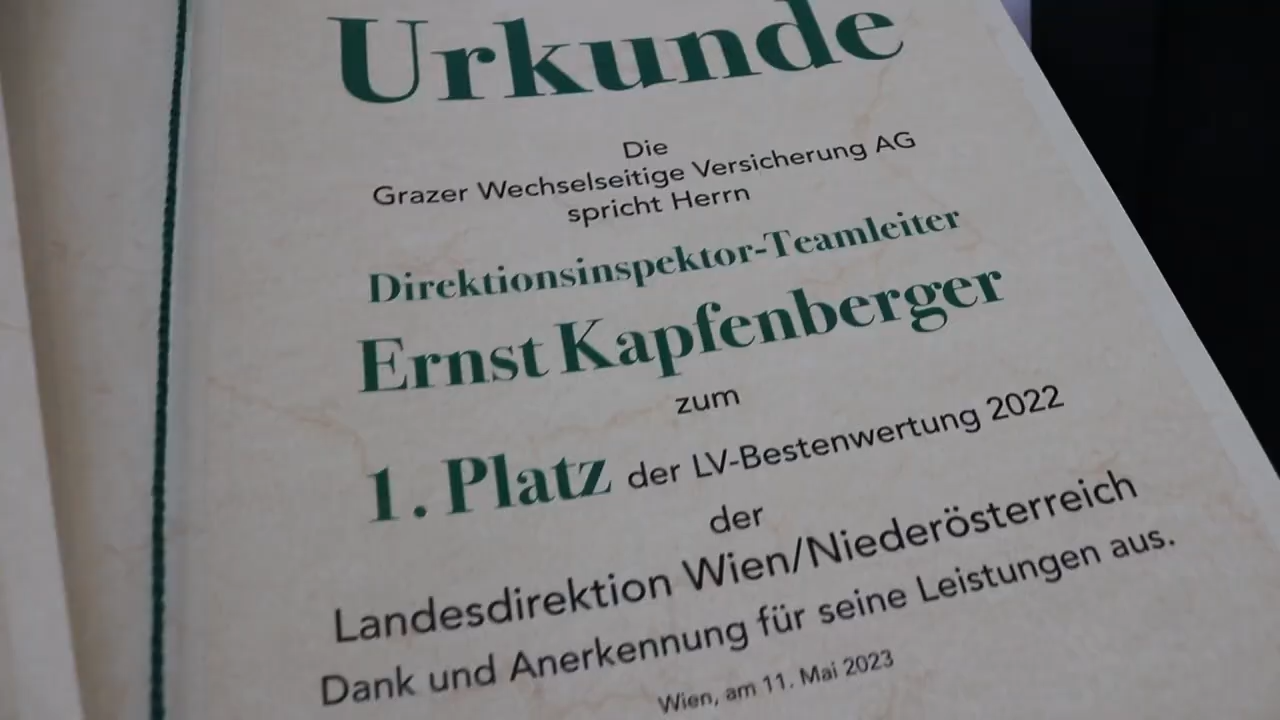 Urkunde
Die
Grazer Wechselseitige Versicherung AG
spricht Herrn
Direktionsinspektor-Teamleiter
Ernst Kapfenberger
zum
1. Platz der LV-Bestenwertung 2022
der
Landesdirektion Wien/Niederösterreich
Dank und Anerkennung für seine Leistungen aus.
Wien, am 11. Mai 2023